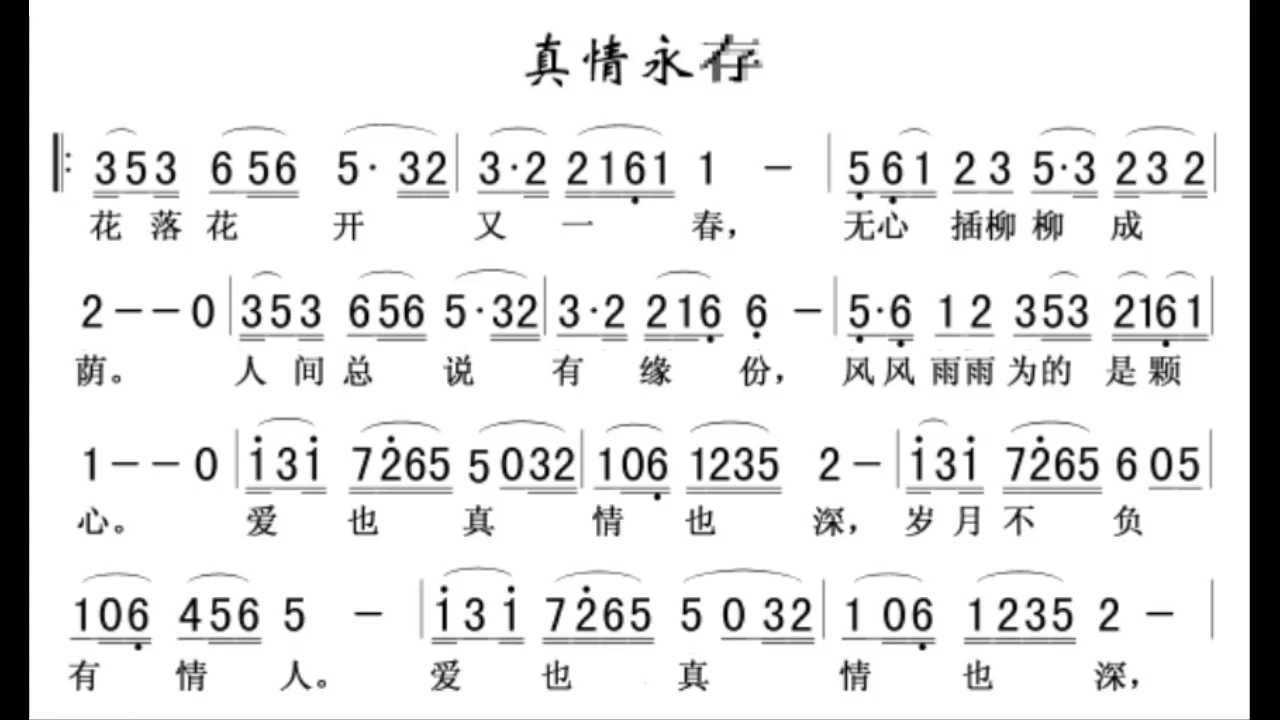 真情永存
353 656 5· 32 3·2 2161 1 － 561 23 5·3 232
花 落 花 开 又 一 春， 无心 插柳 柳 成
2－－0 353 656 5·32 3·2 216 6 － 5·6 12 353 2161
荫。 人 间 总 说 有 缘 份， 风风 雨雨 为的 是颗
1－－0 131 7265 5032 106 1235 2－ 131 7265 605
心。 爱 也 真 情 也 深， 岁月不 负
106 456 5 － 131 7265 5 032 106 1235 2－
有 情 人。 爱 也 真 情 也 深，